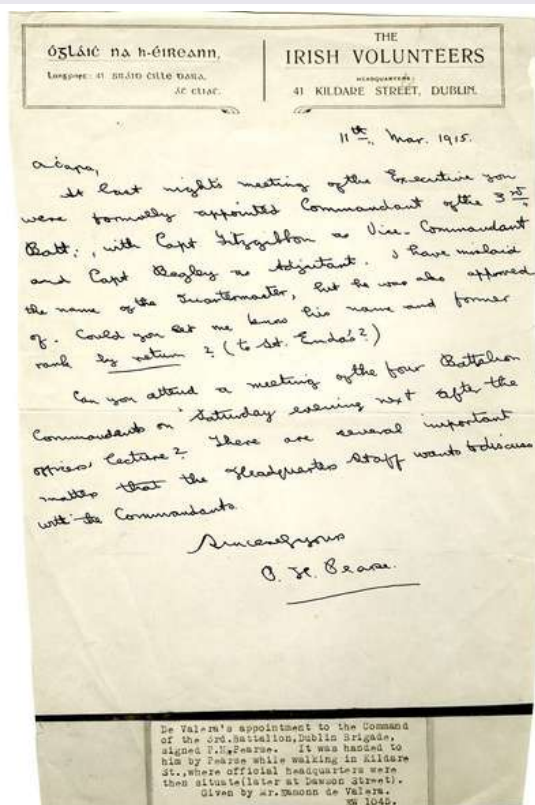 ógláiċ na h-éireann,
41 sráid cille dara,
át cliat.
THE
IRISH VOLUNTEERS
HEADQUARTERS:
41 KILDARE STREET, DUBLIN.
11th. Mar. 1915.
A ċara,
At last night's meeting of the Executive you
were formally appointed Commandant of the 3rd
Batt., with Capt Fitzgibbon as Vice-Commandant
and Capt Begley as Adjutant. I have mislaid
the name of the Quartermaster, but he was also approved
of. Could you let me know his name and former
rank by return? (to St. Enda's?)
Can you attend a meeting of the four Battalion
Commandants on Saturday evening next after the
officers' lecture? There are several important
matters that the Headquarters Staff wants to discuss
with the Commandants.
Sincerely yours
P. H. Pearse.
De Valera's appointment to the Command
of the 3rd.Battalion,Dublin Brigade,
signed P.H.Pearse. It was handed to
him by Pearse while walking in Kildare
St.,where official headquarters were
then situate(later at Dawson Street).
Given by Mr.Eamonn de Valera.
EW 1045.